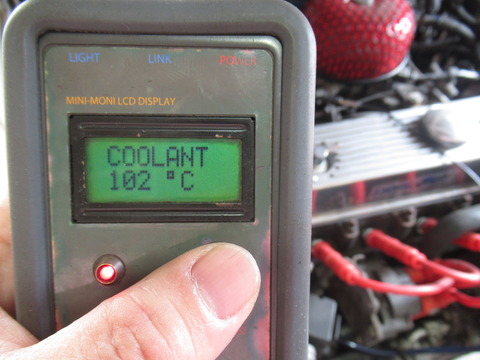 LIGHT LINK POWER
MINI-MONI LCD DISPLAY
COOLANT
102 °C